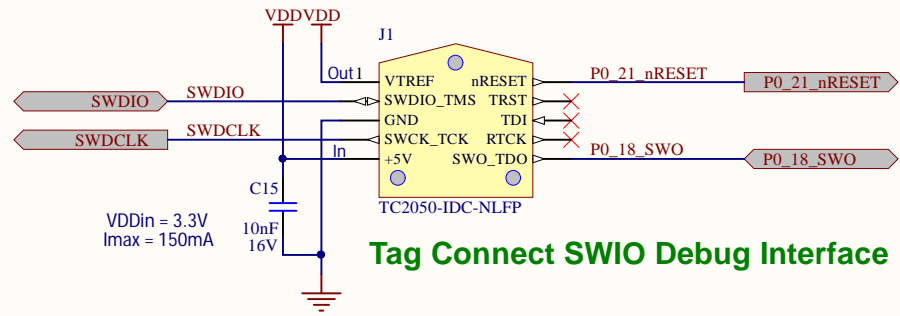 VDD VDD
J1
Out 1 VTREF nRESET P0_21_nRESET P0_21_nRESET
SWDIO SWDIO SWDIO_TMS TRST
GND TDI
SWDCLK SWDCLK SWCK_TCK RTCK
In +5V SWO_TDO P0_18_SWO P0_18_SWO
C15
TC2050-IDC-NLFP
VDDin = 3.3V
Imax = 150mA
10nF
16V
Tag Connect SWIO Debug Interface